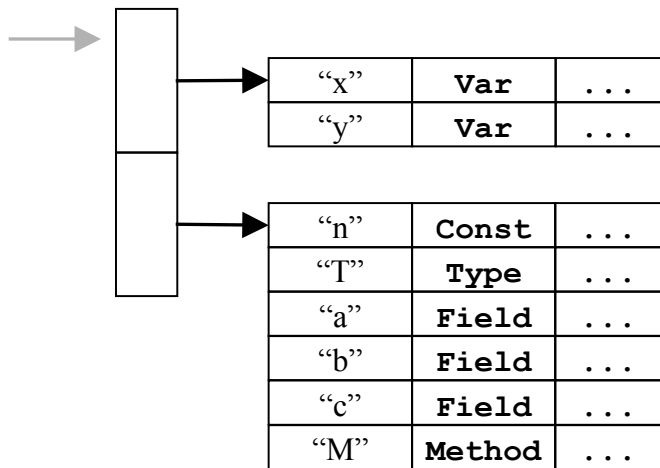 “x” Var ...
“y” Var ...
“n” Const ...
“T” Type ...
“a” Field ...
“b” Field ...
“c” Field ...
“M” Method ...